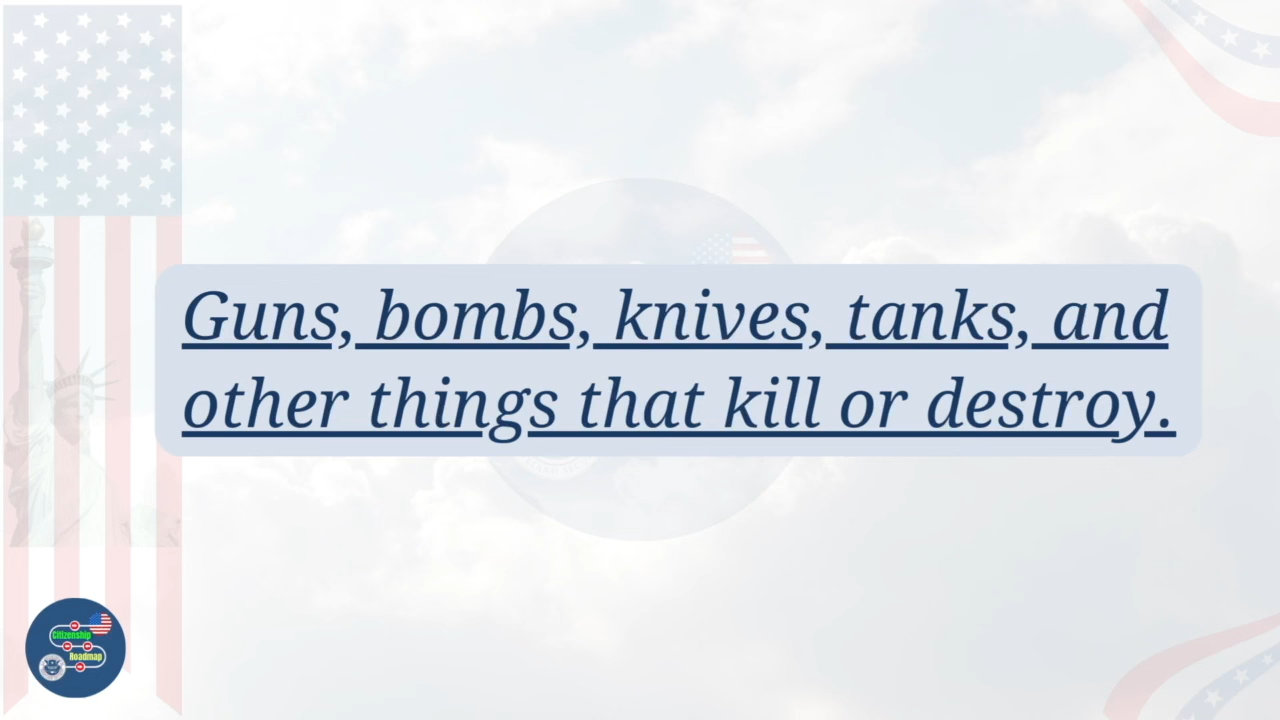 Guns, bombs, knives, tanks, and
other things that kill or destroy.
Citizenship
Roadmap